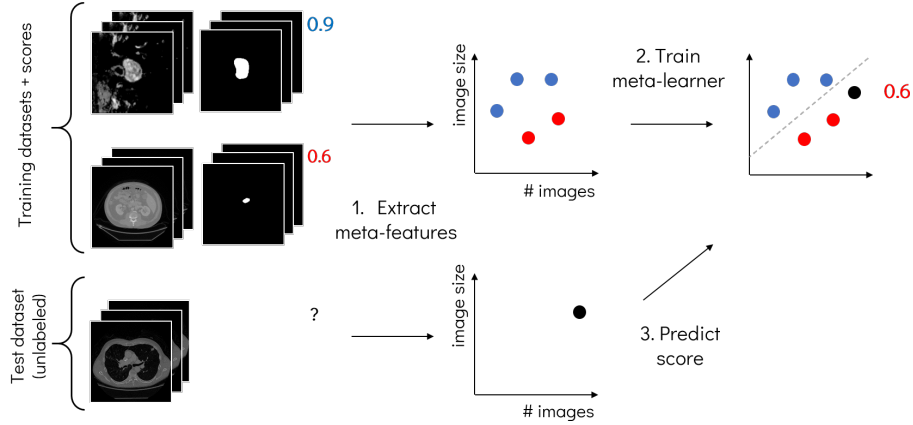 Training datasets + scores
0.9
0.6
1. Extract
meta-features
image size
# images
2. Train
meta-learner
0.6
Test dataset
(unlabeled)
?
image size
# images
3. Predict
score